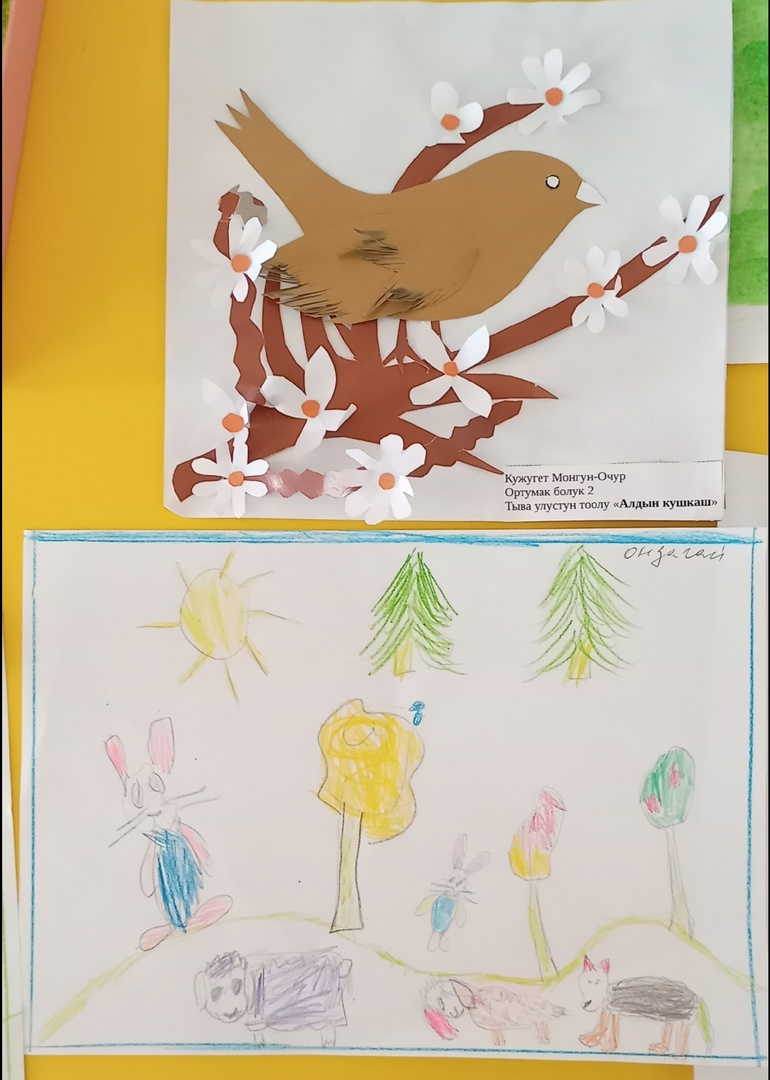 Кужугет Монгун-Очур
Ортумак болук 2
Тыва улустун тоолу «Алдын кушкаш»